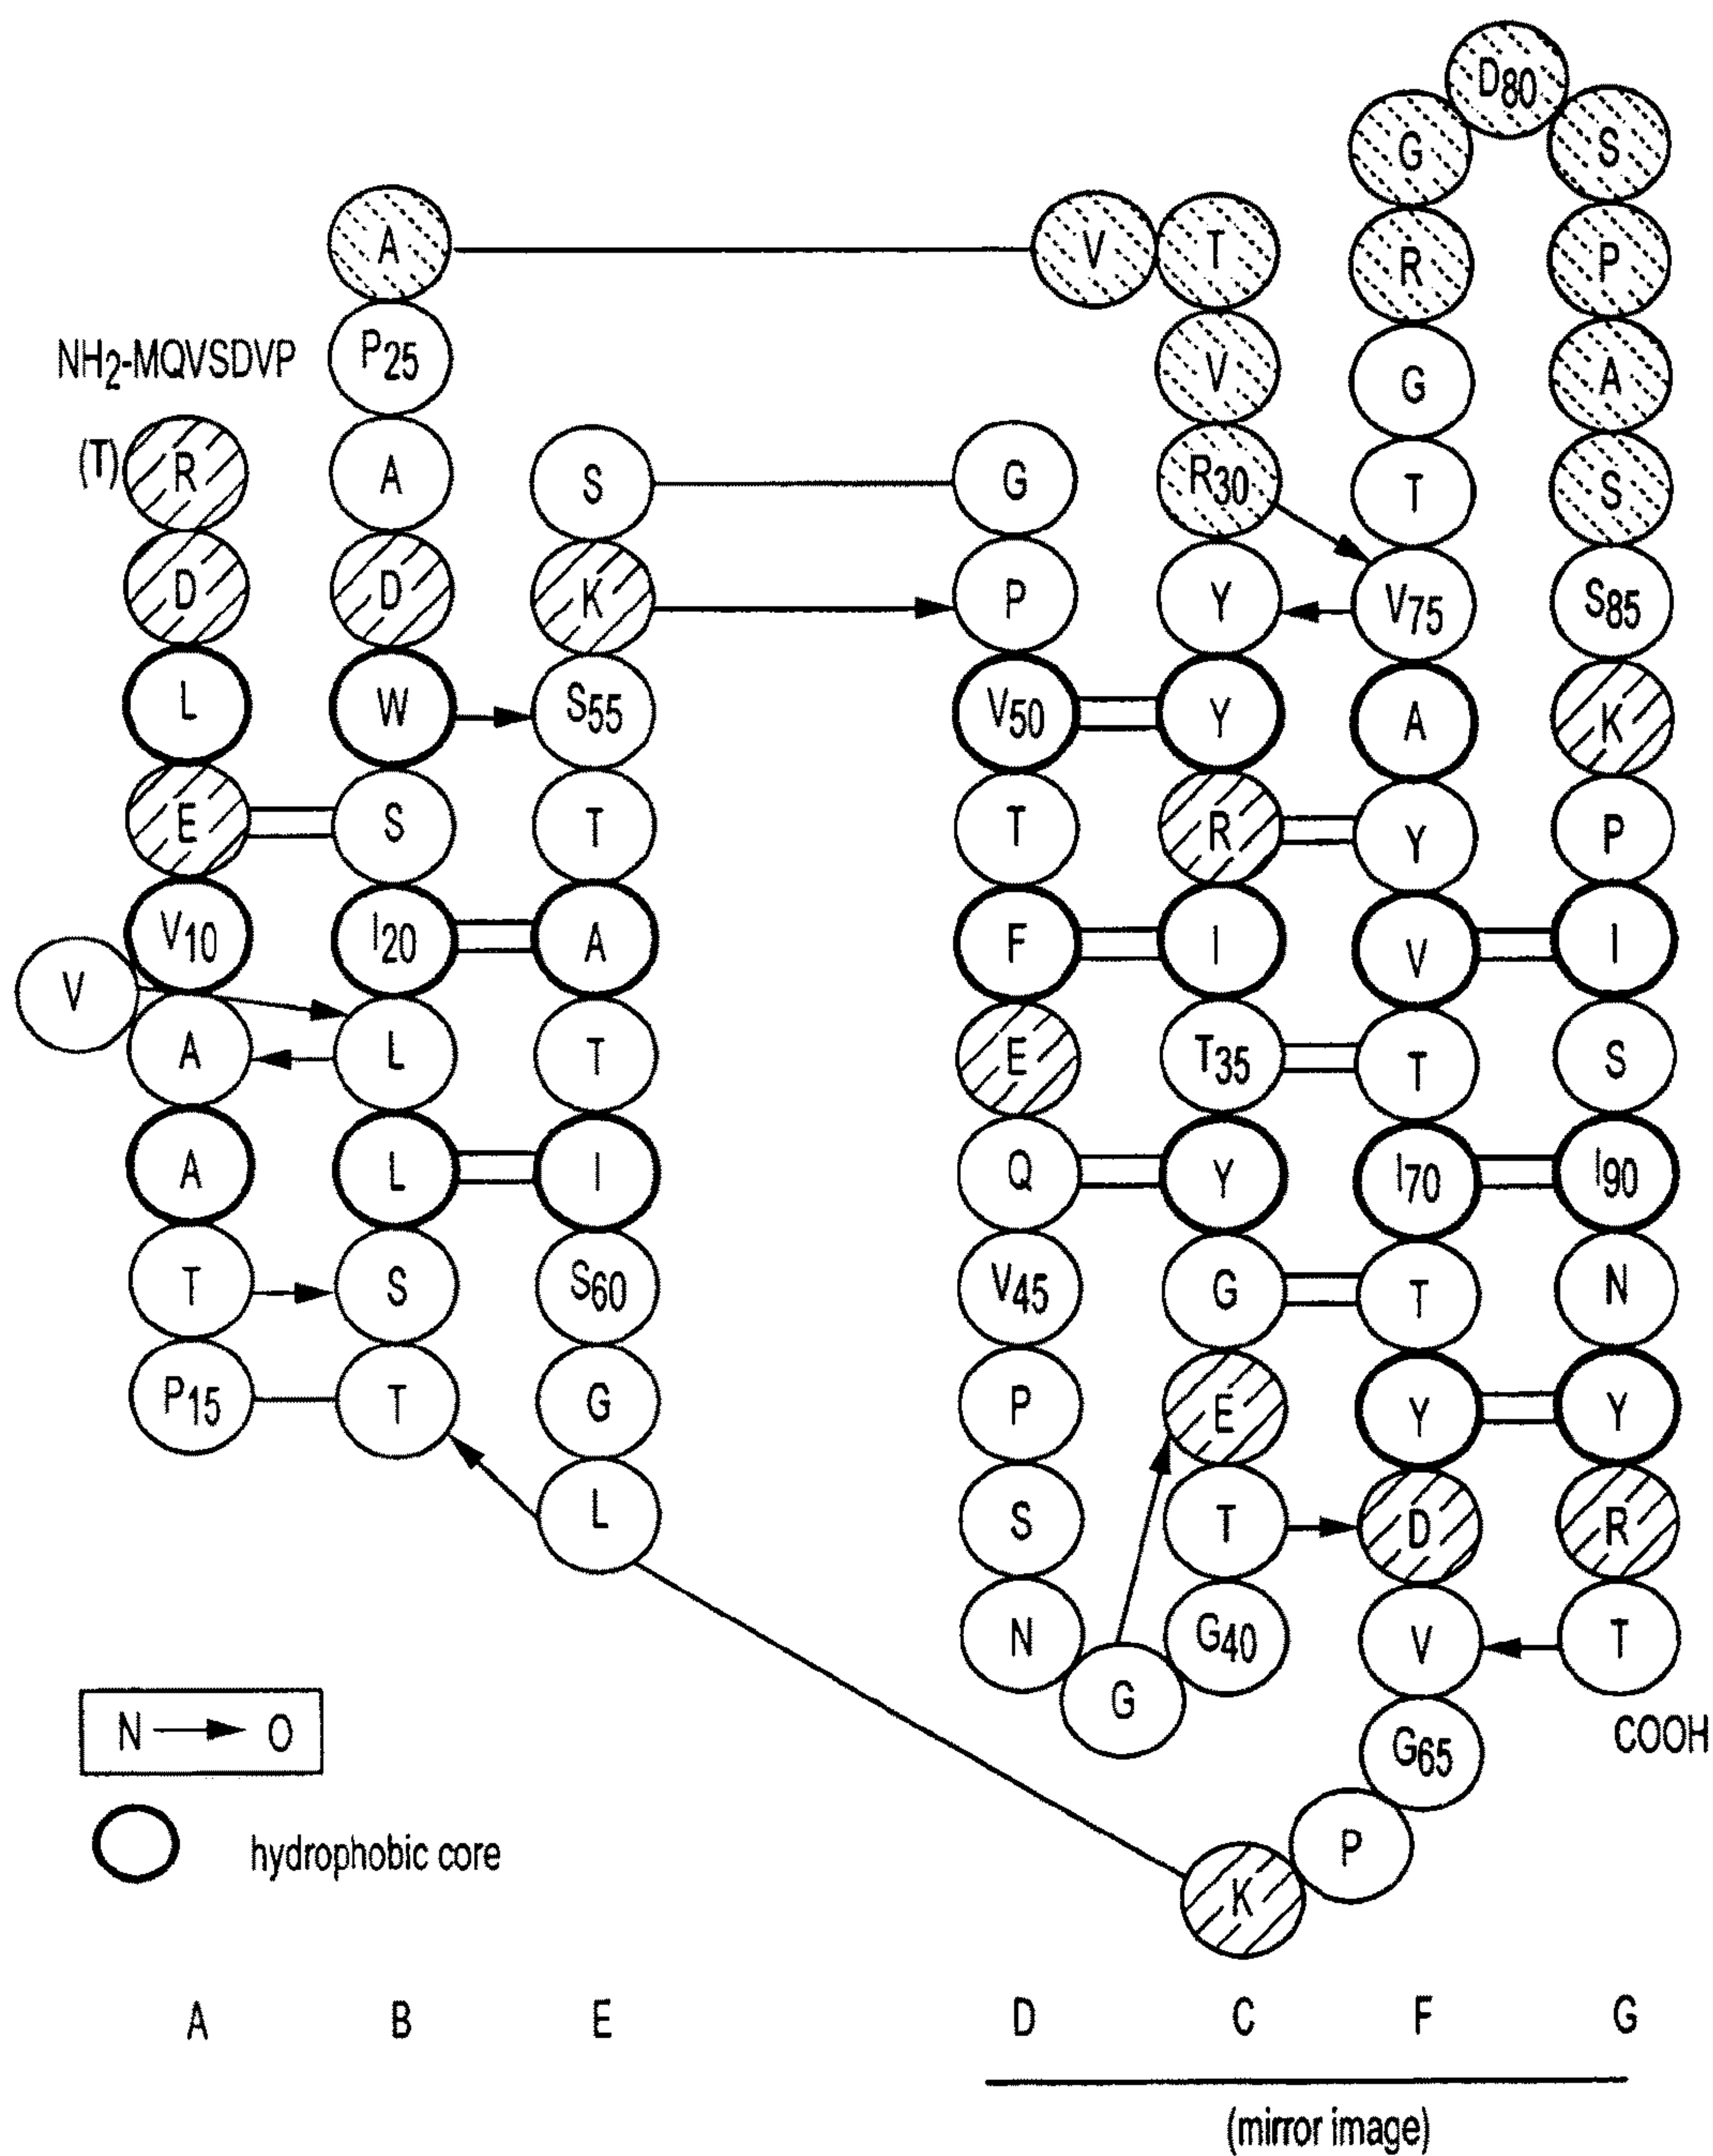 D80
G S
A V T R P
NH2-MQVSDVP P25 V G A
(T) R A S G R30 T S
D D K P Y V75 S85
L W S55 V50 Y A K
E S T T R Y P
V10 I20 A F I V I
V
A L T E T35 T S
A L I Q Y I70 I90
T S S60 V45 G T N
P15 T G P E Y Y
L S T D R
N G40 V T
G
N → O G65 COOH
P
hydrophobic core
K
A B E D C F G
(mirror image)